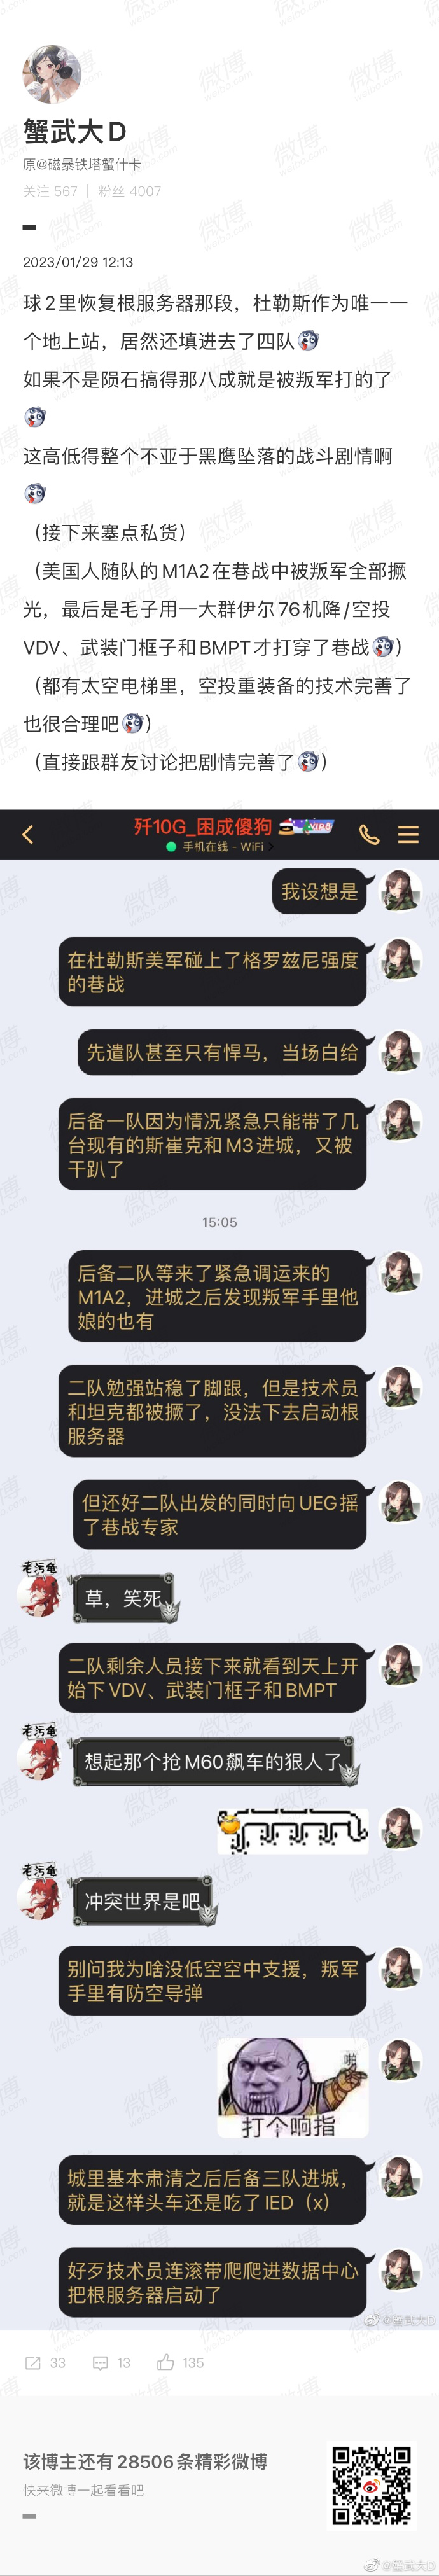 蟹武大D
原@磁暴铁塔蟹什卡
关注 567 | 粉丝 4007
2023/01/29 12:13
球2里恢复根服务器那段，杜勒斯作为唯一一
个地上站，居然还填进去了四队
如果不是陨石搞得那八成就是被叛军打的了
这高低得整个不亚于黑鹰坠落的战斗剧情啊
（接下来塞点私货）
（美国人随队的M1A2在巷战中被叛军全部撅
光，最后是毛子用一大群伊尔76机降/空投
VDV、武装门框子和BMPT才打穿了巷战）
（都有太空电梯里，空投重装备的技术完善了
也很合理吧）
（直接跟群友讨论把剧情完善了）
歼10G_困成傻狗
手机在线 - WiFi
我设想是
在杜勒斯美军碰上了格罗兹尼强度
的巷战
先遣队甚至只有悍马，当场白给
后备一队因为情况紧急只能带了几
台现有的斯崔克和M3进城，又被
干趴了
15:05
后备二队等来了紧急调运来的
M1A2，进城之后发现叛军手里他
娘的也有
二队勉强站稳了脚跟，但是技术员
和坦克都被撅了，没法下去启动根
服务器
但还好二队出发的同时向UEG摇
了巷战专家
老污龟
草，笑死
二队剩余人员接下来就看到天上开
始下VDV、武装门框子和BMPT
老污龟
想起那个抢M60飙车的狠人了
老污龟
冲突世界是吧
别问我为啥没低空空中支援，叛军
手里有防空导弹
啪
打个响指
城里基本肃清之后后备三队进城，
就是这样头车还是吃了IED（x）
好歹技术员连滚带爬爬进数据中心
把根服务器启动了
@蟹武大D
33
13
135
该博主还有28506条精彩微博
快来微博一起看看吧
@蟹武大D